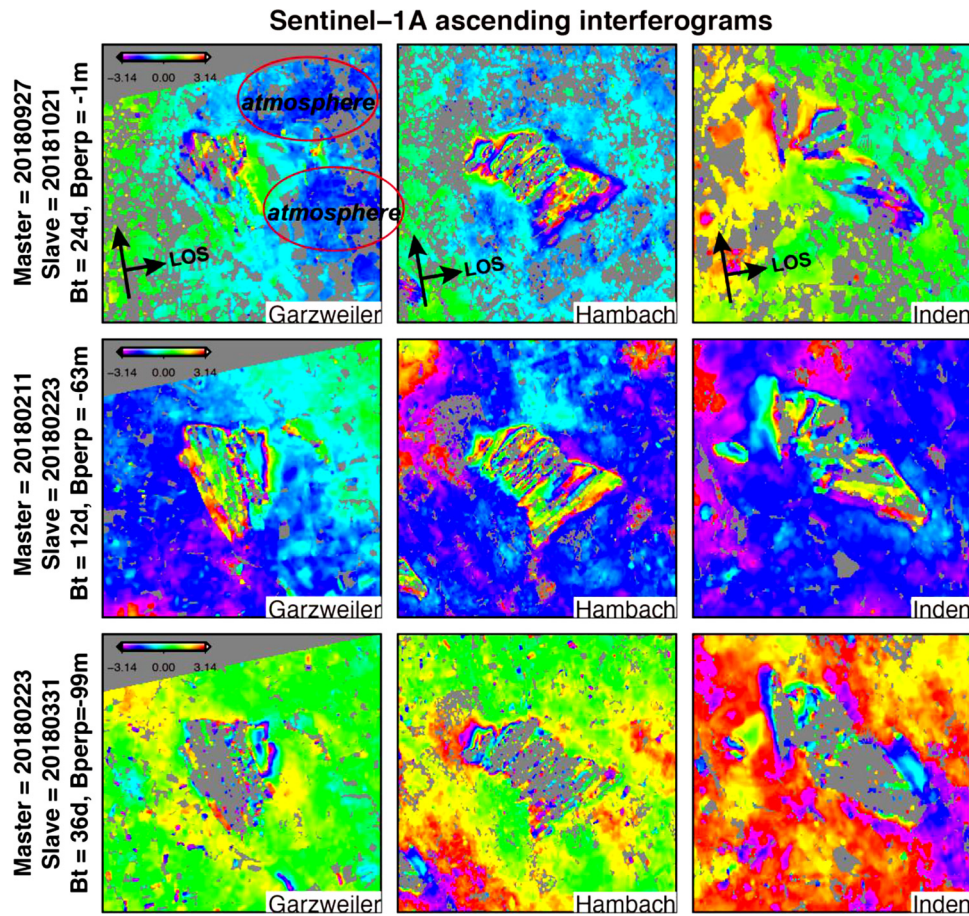 Sentinel–1A ascending interferograms
Master = 20180927
Slave = 20181021
Bt = 24d, Bperp = -1m
−3.14 0.00 3.14
atmosphere
atmosphere
LOS
Garzweiler
LOS
Hambach
LOS
Inden
Master = 20180211
Slave = 20180223
Bt = 12d, Bperp = -63m
−3.14 0.00 3.14
Garzweiler
Hambach
Inden
Master = 20180223
Slave = 20180331
Bt = 36d, Bperp=-99m
−3.14 0.00 3.14
Garzweiler
Hambach
Inden